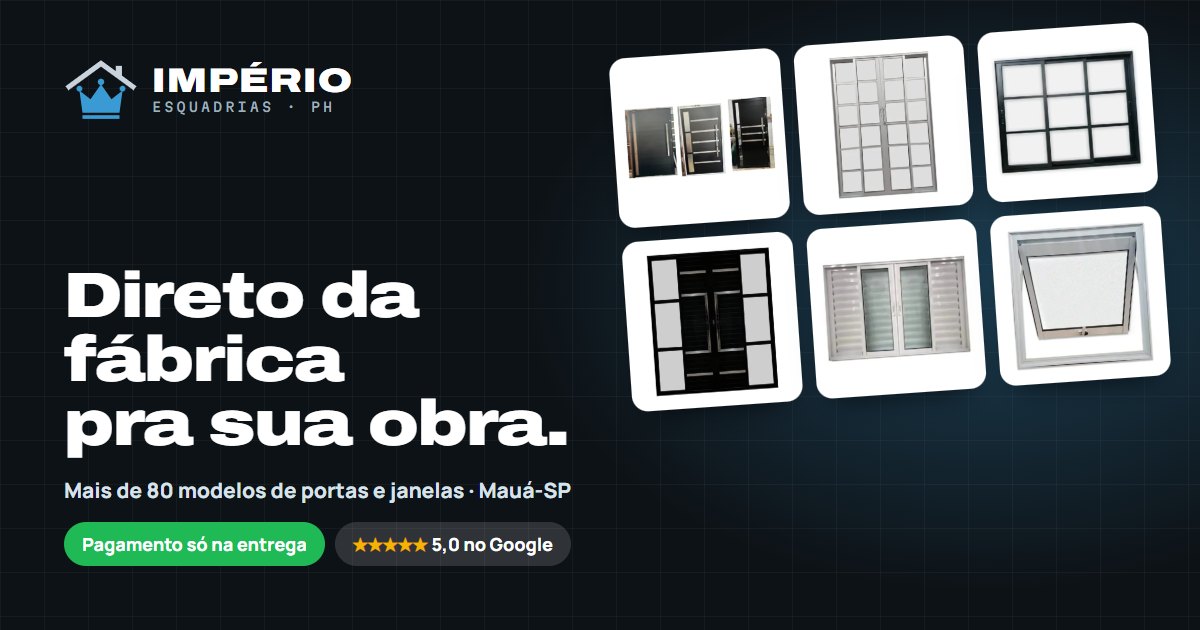 IMPÉRIO
ESQUADRIAS · PH
Direto da
fábrica
pra sua obra.
Mais de 80 modelos de portas e janelas · Mauá-SP
Pagamento só na entrega
★★★★★ 5,0 no Google